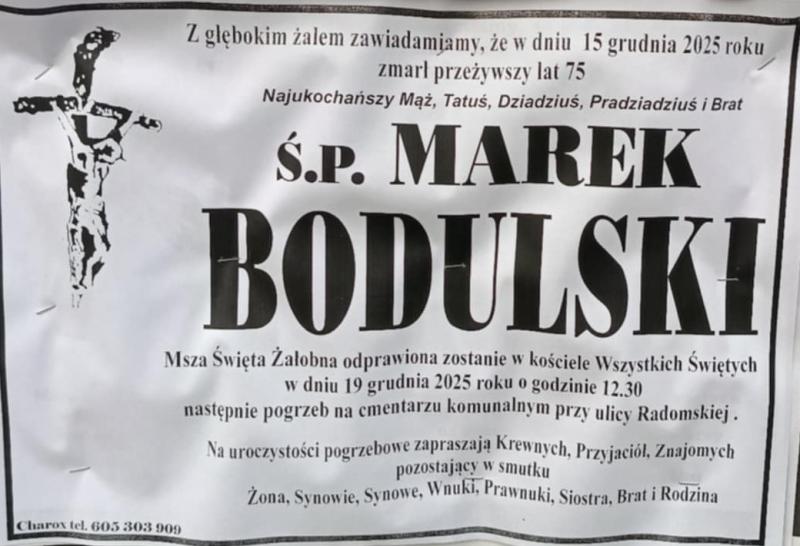 Z głębokim żalem zawiadamiamy, że w dniu 15 grudnia 2025 roku
zmarł przeżywszy lat 75
Najukochańszy Mąż, Tatuś, Dziadziuś, Pradziadziuś i Brat
Ś.P. MAREK
BODULSKI
Msza Święta Żałobna odprawiona zostanie w kościele Wszystkich Świętych
w dniu 19 grudnia 2025 roku o godzinie 12.30
następnie pogrzeb na cmentarzu komunalnym przy ulicy Radomskiej .
Na uroczystości pogrzebowe zapraszają Krewnych, Przyjaciół, Znajomych
pozostający w smutku
Żona, Synowie, Synowe, Wnuki, Prawnuki, Siostra, Brat i Rodzina
Charox tel. 605 303 909